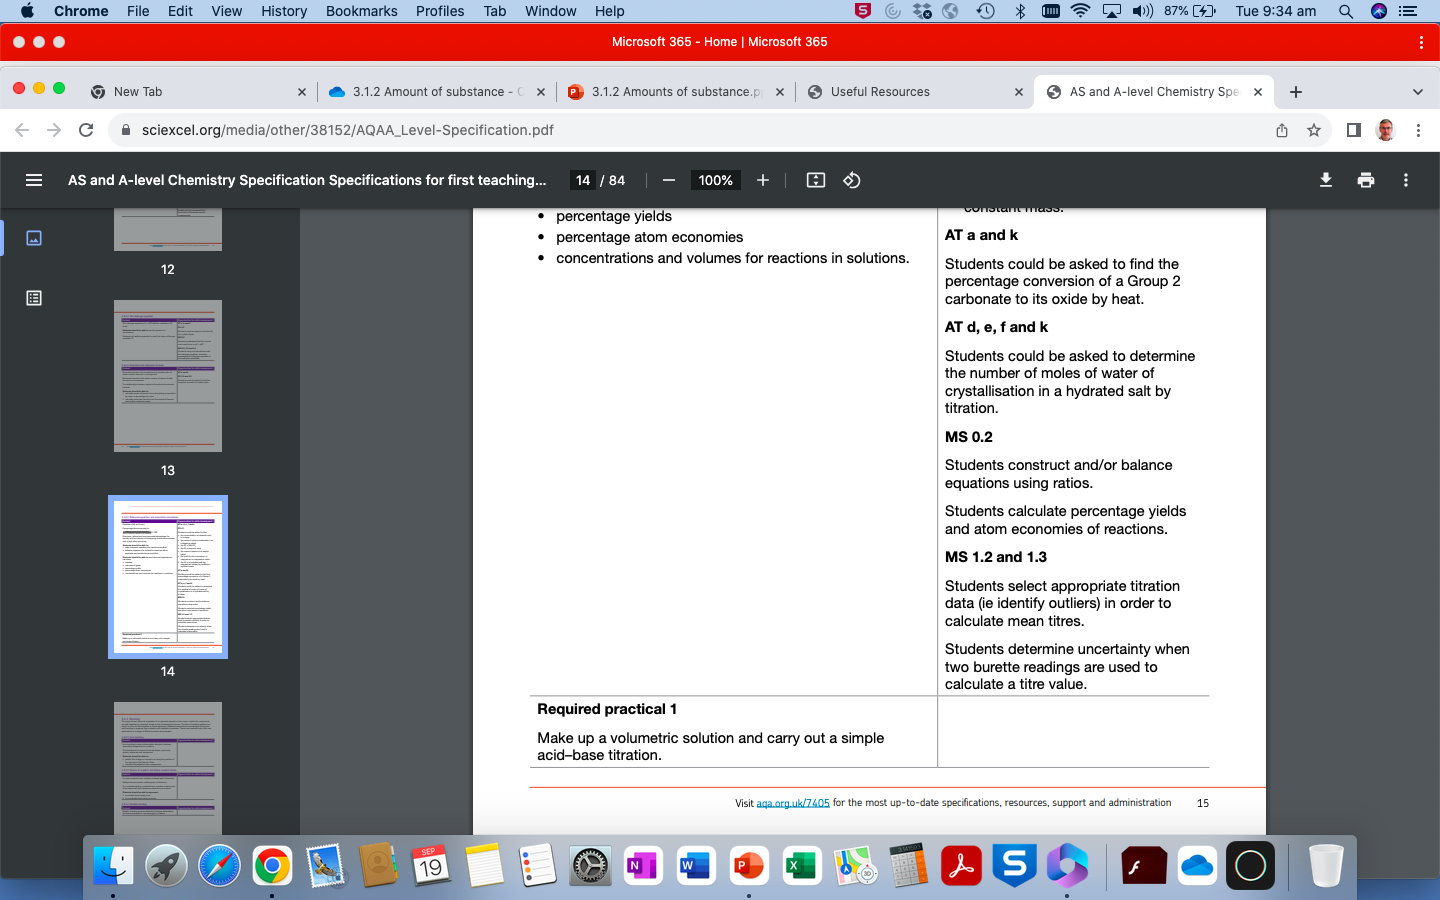 Chrome File Edit View History Bookmarks Profiles Tab Window Help 87% Tue 9:34 am
Microsoft 365 - Home | Microsoft 365
New Tab
3.1.2 Amount of substance -
3.1.2 Amounts of substance.p
Useful Resources
AS and A-level Chemistry Spe
sciexcel.org/media/other/38152/AQAA_Level-Specification.pdf
AS and A-level Chemistry Specification Specifications for first teaching... 14 / 84 100%
12
13
14
percentage yields
percentage atom economies
concentrations and volumes for reactions in solutions.
constant mass.
AT a and k
Students could be asked to find the
percentage conversion of a Group 2
carbonate to its oxide by heat.
AT d, e, f and k
Students could be asked to determine
the number of moles of water of
crystallisation in a hydrated salt by
titration.
MS 0.2
Students construct and/or balance
equations using ratios.
Students calculate percentage yields
and atom economies of reactions.
MS 1.2 and 1.3
Students select appropriate titration
data (ie identify outliers) in order to
calculate mean titres.
Students determine uncertainty when
two burette readings are used to
calculate a titre value.
Required practical 1
Make up a volumetric solution and carry out a simple
acid–base titration.
Visit aqa.org.uk/7405 for the most up-to-date specifications, resources, support and administration 15
SEP
19
N
W
P
X
3D
S